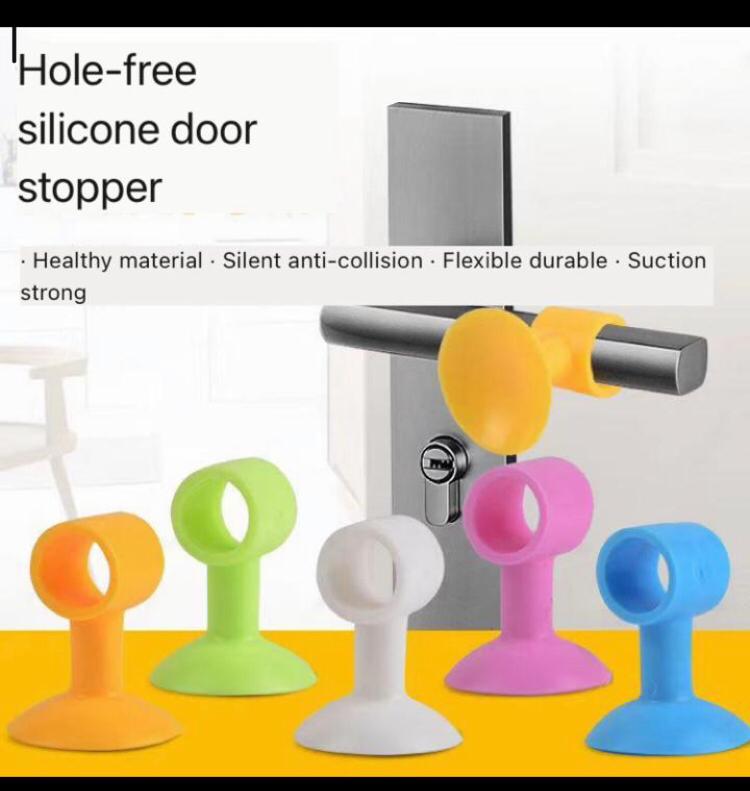 Hole-free
silicone door
stopper
· Healthy material · Silent anti-collision · Flexible durable · Suction
strong